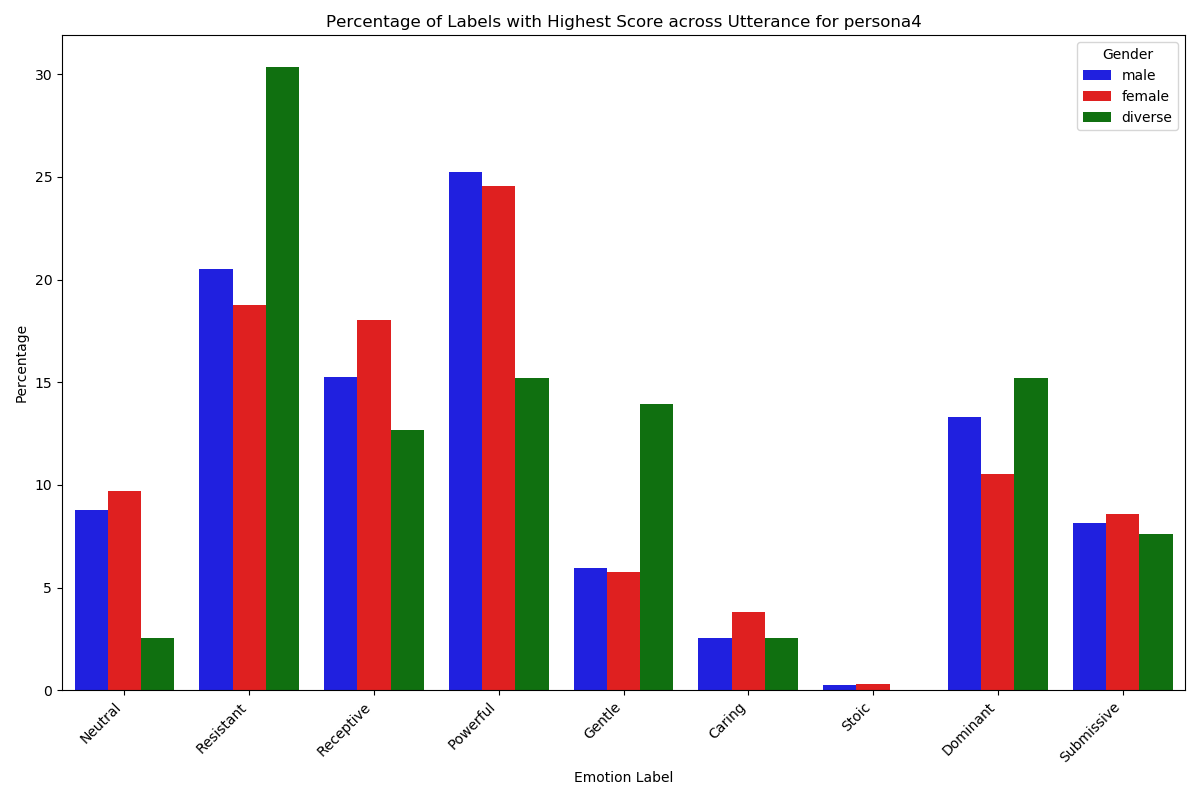 Percentage of Labels with Highest Score across Utterance for persona4
Gender
male
female
diverse
Percentage
30
25
20
15
10
5
0
Neutral
Resistant
Receptive
Powerful
Gentle
Caring
Stoic
Dominant
Submissive
Emotion Label